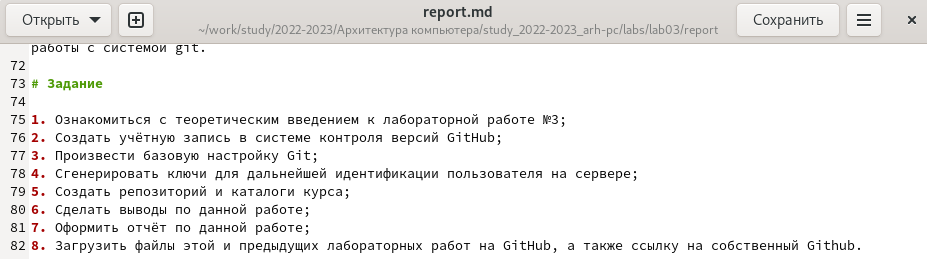 Открыть
report.md
~/work/study/2022-2023/Архитектура компьютера/study_2022-2023_arh-pc/labs/lab03/report
Сохранить
работы с системой git.
72
73 # Задание
74
75 1. Ознакомиться с теоретическим введением к лабораторной работе №3;
76 2. Создать учётную запись в системе контроля версий GitHub;
77 3. Произвести базовую настройку Git;
78 4. Сгенерировать ключи для дальнейшей идентификации пользователя на сервере;
79 5. Создать репозиторий и каталоги курса;
80 6. Сделать выводы по данной работе;
81 7. Оформить отчёт по данной работе;
82 8. Загрузить файлы этой и предыдущих лабораторных работ на GitHub, а также ссылку на собственный Github.